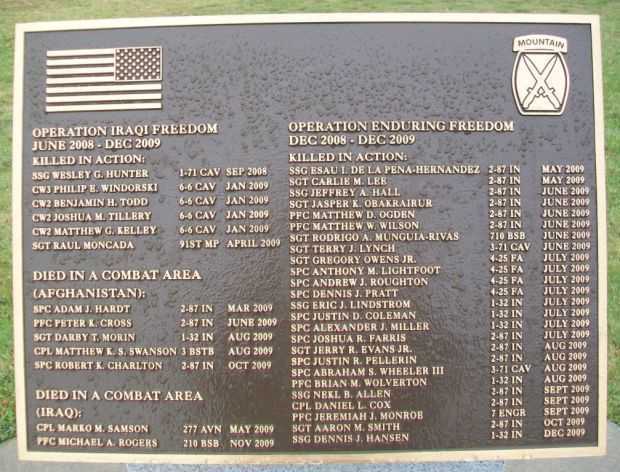 OPERATION IRAQI FREEDOM
JUNE 2008 - DEC 2009
KILLED IN ACTION:
SSG WESLEY G. HUNTER 1-71 CAV SEP 2008
CW3 PHILIP E. WINDORSKI 6-6 CAV JAN 2009
CW2 BENJAMIN H. TODD 6-6 CAV JAN 2009
CW2 JOSHUA M. TILLERY 6-6 CAV JAN 2009
CW2 MATTHEW G. KELLEY 6-6 CAV JAN 2009
SGT RAUL MONCADA 91ST MP APRIL 2009
DIED IN A COMBAT AREA
(AFGHANISTAN):
SPC ADAM J. HARDT 2-87 IN MAR 2009
PFC PETER K. CROSS 2-87 IN JUNE 2009
SGT DARBY T. MORIN 1-32 IN AUG 2009
CPL MATTHEW K. S. SWANSON 3 BSTB AUG 2009
SPC ROBERT K. CHARLTON 2-87 IN OCT 2009
DIED IN A COMBAT AREA
(IRAQ):
CPL MARKO M. SAMSON 277 AVN MAY 2009
PFC MICHAEL A. ROGERS 210 BSB NOV 2009
MOUNTAIN
OPERATION ENDURING FREEDOM
DEC 2008 - DEC 2009
KILLED IN ACTION:
SSG ESAU I. DE LA PENA-HERNANDEZ 2-87 IN MAY 2009
SGT CARLIE M. LEE 2-87 IN MAY 2009
SSG JEFFREY A. HALL 2-87 IN JUNE 2009
SGT JASPER K. OBAKRAIRUR 2-87 IN JUNE 2009
PFC MATTHEW D. OGDEN 2-87 IN JUNE 2009
PFC MATTHEW W. WILSON 2-87 IN JUNE 2009
SGT RODRIGO A. MUNGUIA-RIVAS 710 BSB JUNE 2009
SGT TERRY J. LYNCH 3-71 CAV JUNE 2009
SGT GREGORY OWENS JR. 4-25 FA JULY 2009
SPC ANTHONY M. LIGHTFOOT 4-25 FA JULY 2009
SPC ANDREW J. ROUGHTON 4-25 FA JULY 2009
SPC DENNIS J. PRATT 4-25 FA JULY 2009
SSG ERIC J. LINDSTROM 1-32 IN JULY 2009
SPC JUSTIN D. COLEMAN 1-32 IN JULY 2009
SPC ALEXANDER J. MILLER 1-32 IN JULY 2009
SPC JOSHUA R. FARRIS 2-87 IN JULY 2009
SGT JERRY R. EVANS JR. 2-87 IN AUG 2009
SPC JUSTIN R. PELLERIN 2-87 IN AUG 2009
SPC ABRAHAM S. WHEELER III 3-71 CAV AUG 2009
PFC BRIAN M. WOLVERTON 1-32 IN AUG 2009
SSG NEKL B. ALLEN 2-87 IN SEPT 2009
CPL DANIEL L. COX 2-87 IN SEPT 2009
PFC JEREMIAH J. MONROE 7 ENGR SEPT 2009
SGT AARON M. SMITH 2-87 IN OCT 2009
SSG DENNIS J. HANSEN 1-32 IN DEC 2009